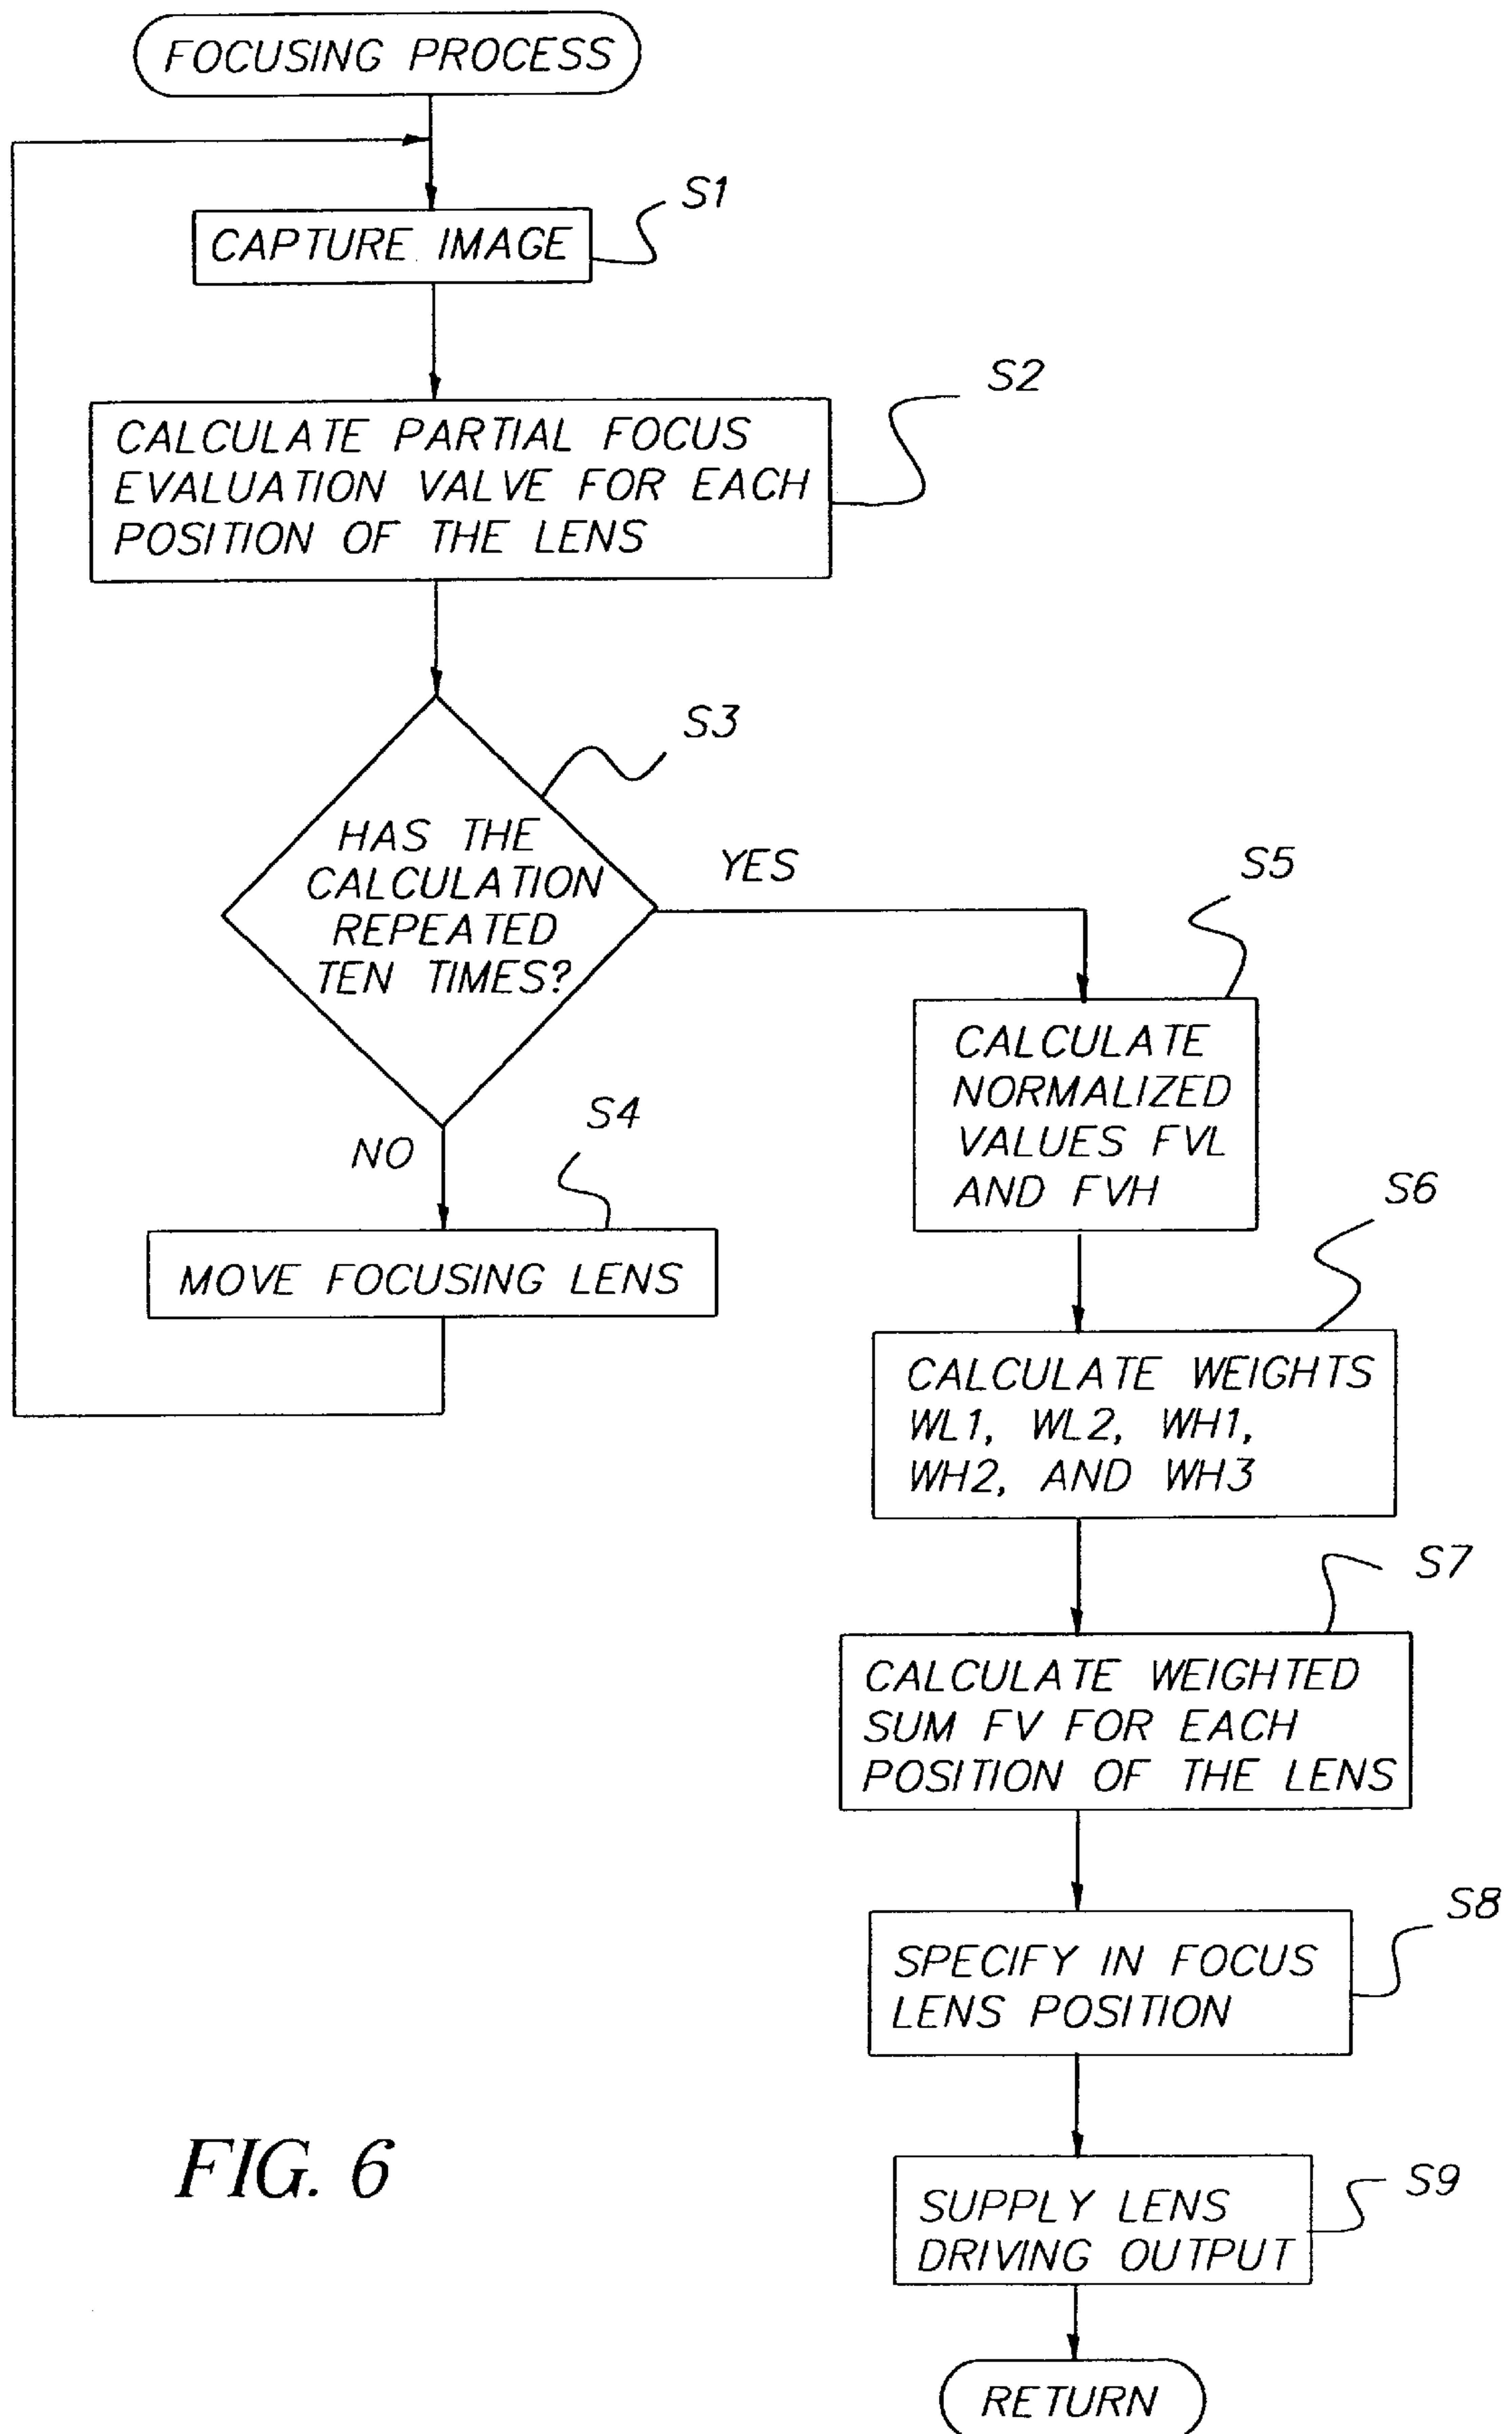 FOCUSING PROCESS
S1
CAPTURE IMAGE
S2
CALCULATE PARTIAL FOCUS
EVALUATION VALVE FOR EACH
POSITION OF THE LENS
S3
HAS THE
CALCULATION
REPEATED
TEN TIMES?
YES
NO
S4
MOVE FOCUSING LENS
S5
CALCULATE
NORMALIZED
VALUES FVL
AND FVH
S6
CALCULATE WEIGHTS
WL1, WL2, WH1,
WH2, AND WH3
S7
CALCULATE WEIGHTED
SUM FV FOR EACH
POSITION OF THE LENS
S8
SPECIFY IN FOCUS
LENS POSITION
S9
SUPPLY LENS
DRIVING OUTPUT
RETURN
FIG. 6